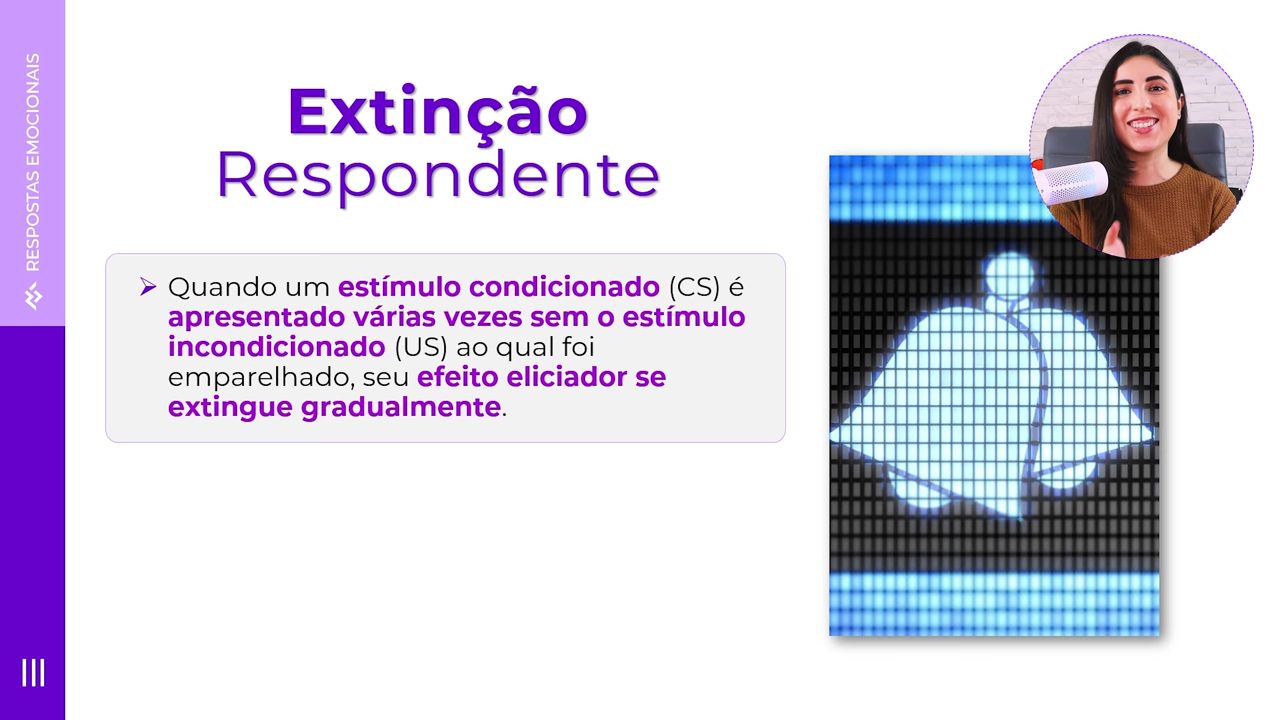 RESPOSTAS EMOCIONAIS
Extinção
Respondente
➢ Quando um estímulo condicionado (CS) é
apresentado várias vezes sem o estímulo
incondicionado (US) ao qual foi
emparelhado, seu efeito eliciador se
extingue gradualmente.